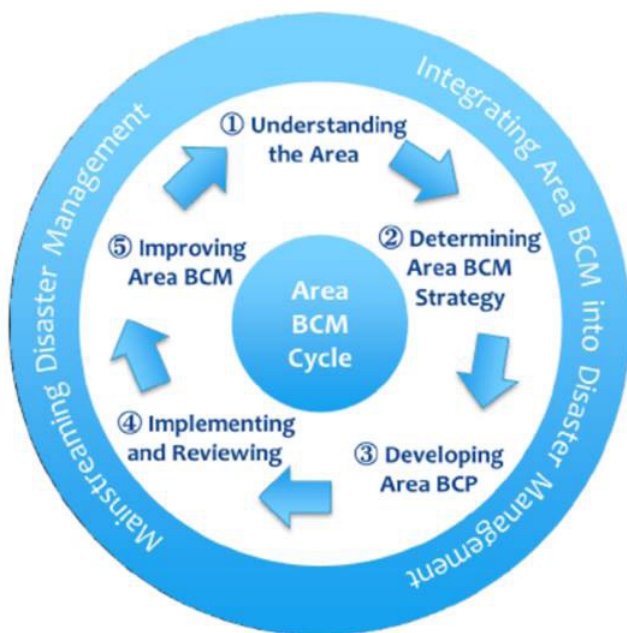 Mainstreaming Disaster Management
Integrating Area BCM into Disaster Management
① Understanding
the Area
② Determining
Area BCM
Strategy
③ Developing
Area BCP
④ Implementing
and Reviewing
⑤ Improving
Area BCM
Area
BCM
Cycle